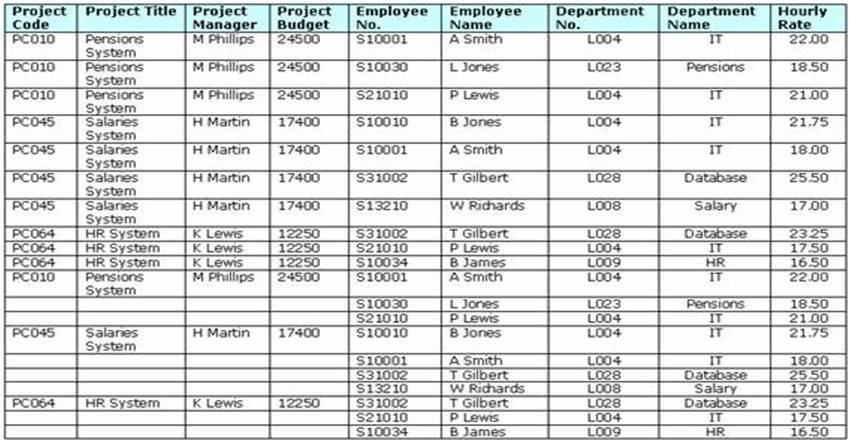 Project Code Project Title Project Manager Project Budget Employee No. Employee Name Department No. Department Name Hourly Rate
PC010 Pensions System M Phillips 24500 S10001 A Smith L004 IT 22.00
PC010 Pensions System M Phillips 24500 S10030 L Jones L023 Pensions 18.50
PC010 Pensions System M Phillips 24500 S21010 P Lewis L004 IT 21.00
PC045 Salaries System H Martin 17400 S10010 B Jones L004 IT 21.75
PC045 Salaries System H Martin 17400 S10001 A Smith L004 IT 18.00
PC045 Salaries System H Martin 17400 S31002 T Gilbert L028 Database 25.50
PC045 Salaries System H Martin 17400 S13210 W Richards L008 Salary 17.00
PC064 HR System K Lewis 12250 S31002 T Gilbert L028 Database 23.25
PC064 HR System K Lewis 12250 S21010 P Lewis L004 IT 17.50
PC064 HR System K Lewis 12250 S10034 B James L009 HR 16.50
PC010 Pensions System M Phillips 24500 S10001 A Smith L004 IT 22.00
S10030 L Jones L023 Pensions 18.50
S21010 P Lewis L004 IT 21.00
PC045 Salaries System H Martin 17400 S10010 B Jones L004 IT 21.75
S10001 A Smith L004 IT 18.00
S31002 T Gilbert L028 Database 25.50
S13210 W Richards L008 Salary 17.00
PC064 HR System K Lewis 12250 S31002 T Gilbert L028 Database 23.25
S21010 P Lewis L004 IT 17.50
S10034 B James L009 HR 16.50